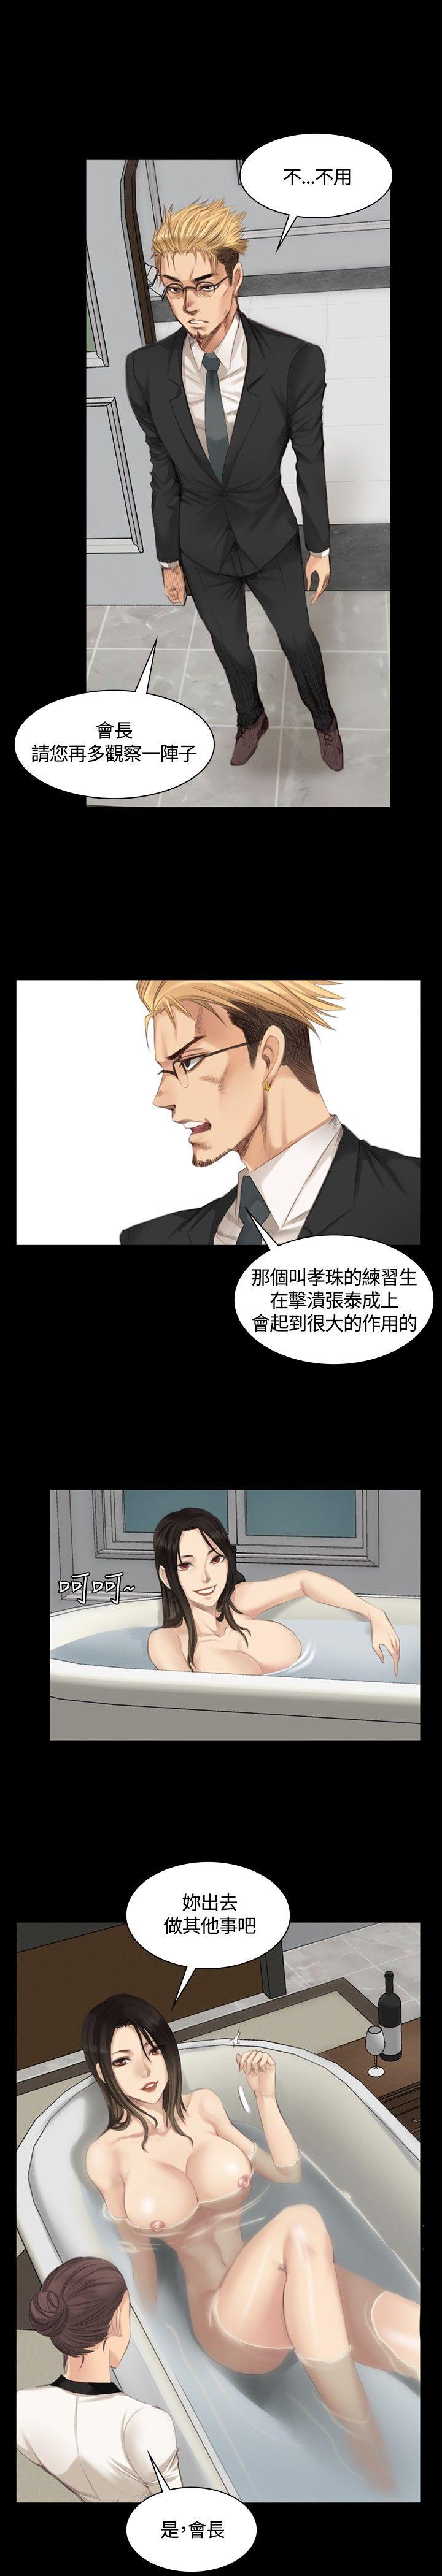 不...不用
會長
請您再多觀察一陣子
那個叫孝珠的練習生
在擊潰張泰成上
會起到很大的作用的
呵呵~
妳出去
做其他事吧
是,會長